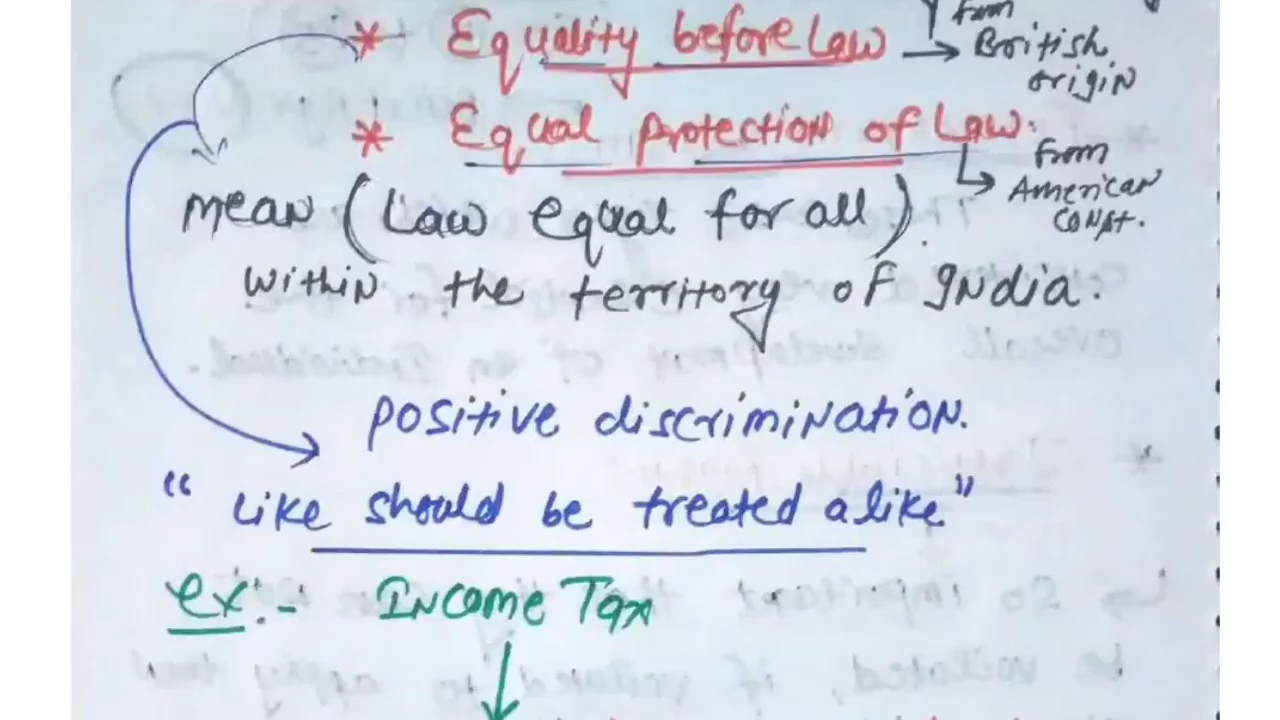 * Equality before Law → from British origin
* Equal protection of Law. → from American const.
mean (Law equal for all).
within the territory of India.
positive discrimination.
"Like should be treated alike"
ex:- Income Tax